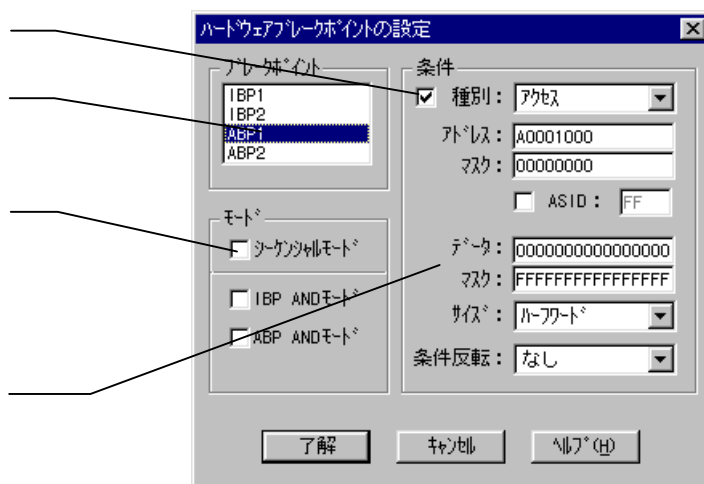 ﾊｰﾄﾞｳｪｱﾌﾞﾚｰｸﾎﾟｲﾝﾄの設定
ﾌﾞﾚｰｸﾎﾟｲﾝﾄ
IBP1
IBP2
ABP1
ABP2
ﾓｰﾄﾞ
ｼｰｹﾝｼｬﾙﾓｰﾄﾞ
IBP ANDﾓｰﾄﾞ
ABP ANDﾓｰﾄﾞ
条件
種別： ｱｸｾｽ
ｱﾄﾞﾚｽ： A0001000
ﾏｽｸ： 00000000
ASID： FF
ﾃﾞｰﾀ： 0000000000000000
ﾏｽｸ： FFFFFFFFFFFFFFFF
ｻｲｽﾞ： ﾊｰﾌﾜｰﾄﾞ
条件反転： なし
了解
ｷｬﾝｾﾙ
ﾍﾙﾌﾟ(H)